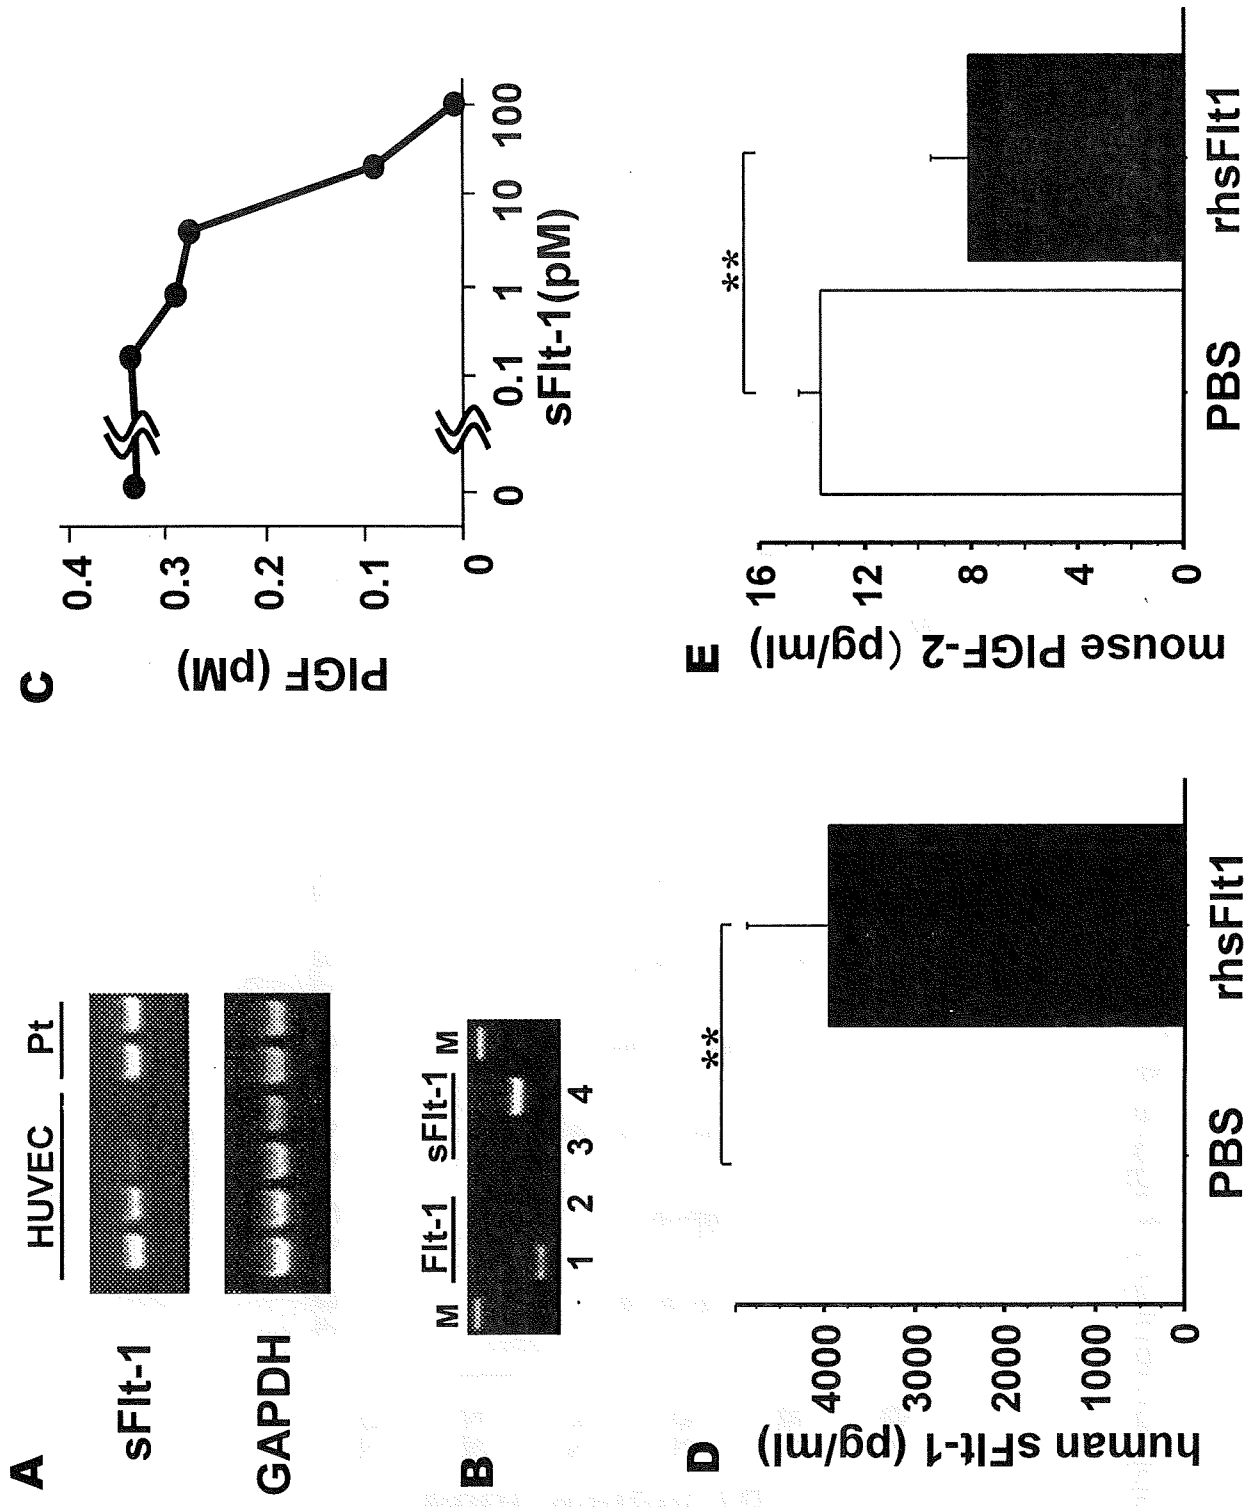 A
HUVEC Pt
sFlt-1
GAPDH
B
M Flt-1 sFlt-1 M
1 2 3 4
C
PlGF (pM)
0.4
0.3
0.2
0.1
0
0 0.1 1 10 100
sFlt-1(pM)
D
human sFlt-1 (pg/ml)
4000
3000
2000
1000
0
**
PBS rhsFlt1
E
mouse PlGF-2 (pg/ml)
16
12
8
4
0
**
PBS rhsFlt1